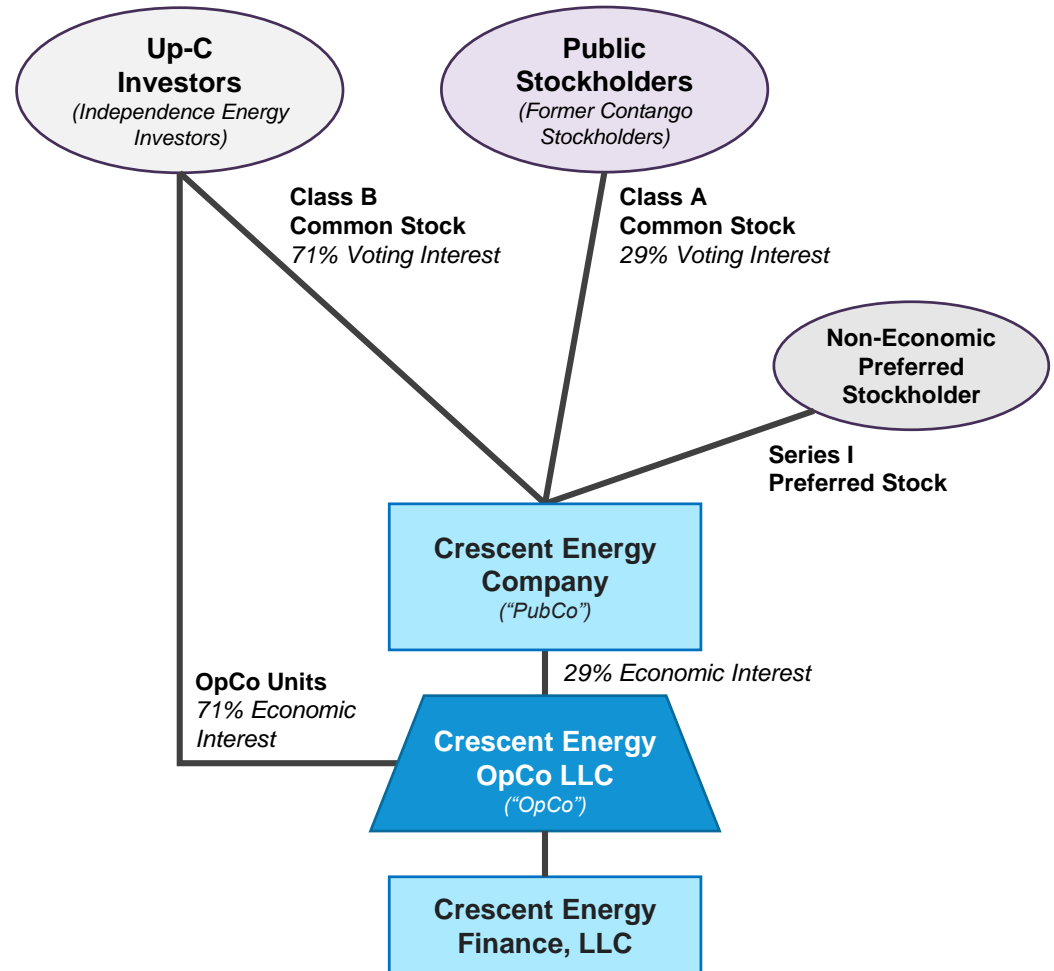 Up-C
Investors
(Independence Energy
Investors)
Public
Stockholders
(Former Contango
Stockholders)
Class B
Common Stock
71% Voting Interest
Class A
Common Stock
29% Voting Interest
Non-Economic
Preferred
Stockholder
Series I
Preferred Stock
Crescent Energy
Company
(“PubCo”)
29% Economic Interest
OpCo Units
71% Economic
Interest
Crescent Energy
OpCo LLC
(“OpCo”)
Crescent Energy
Finance, LLC